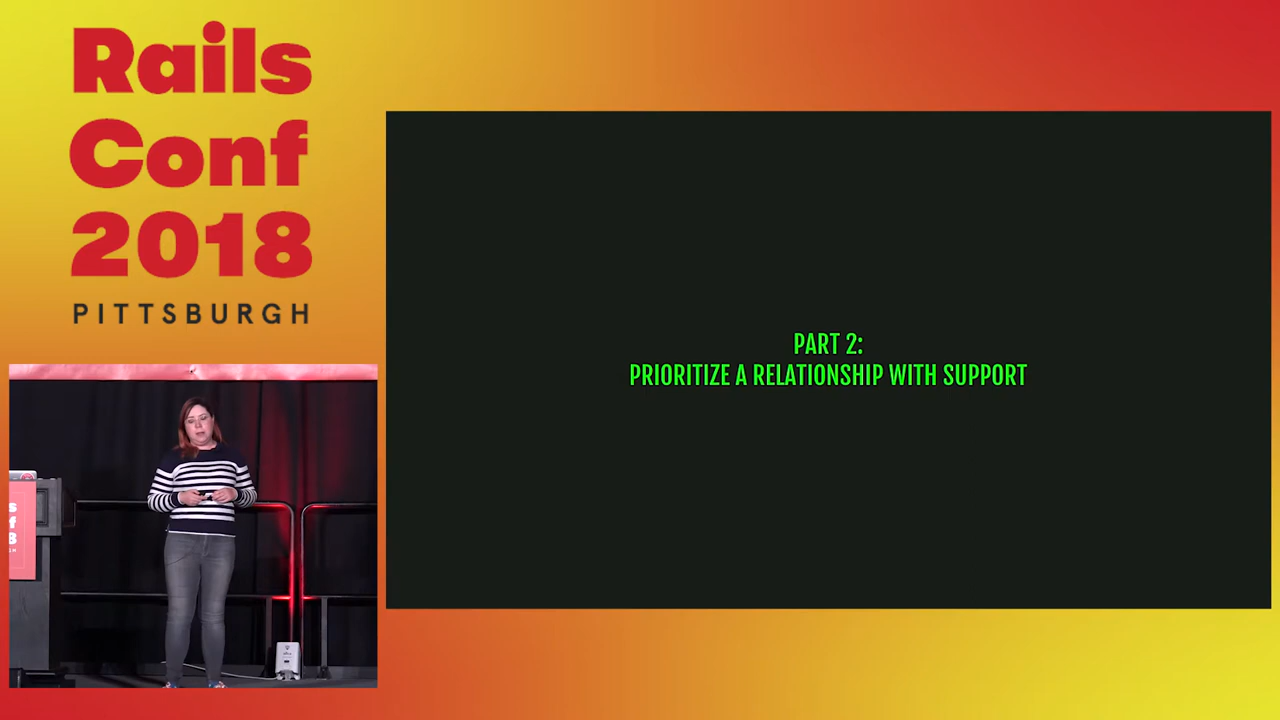 Rails
Conf
2018
PITTSBURGH
PART 2:
PRIORITIZE A RELATIONSHIP WITH SUPPORT